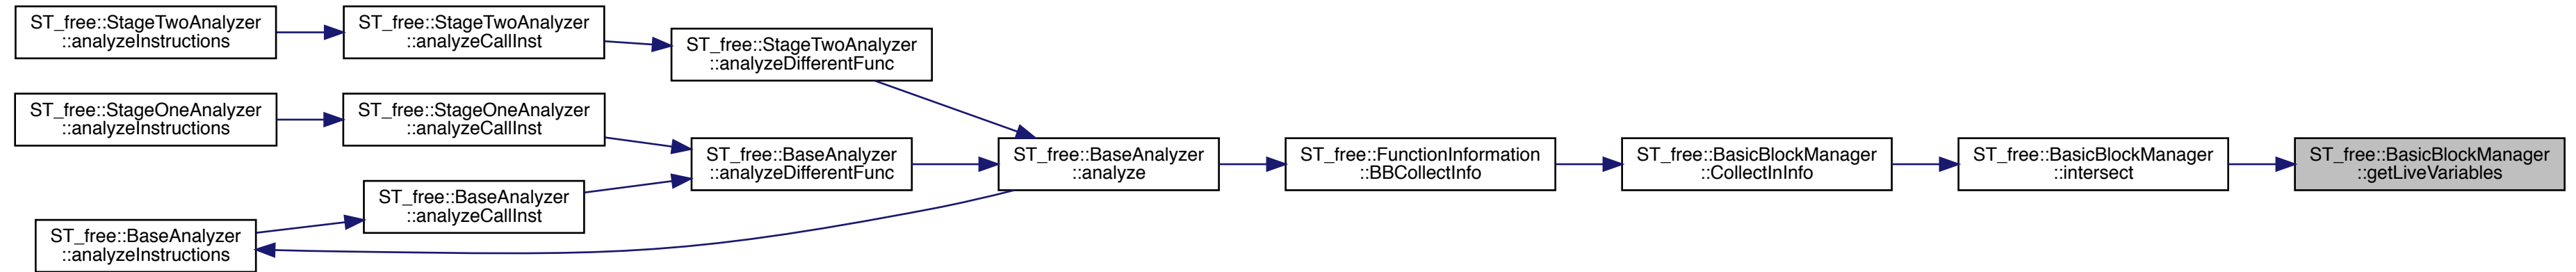 ST_free::StageTwoAnalyzer
::analyzeInstructions
ST_free::StageTwoAnalyzer
::analyzeCallInst
ST_free::StageTwoAnalyzer
::analyzeDifferentFunc
ST_free::StageOneAnalyzer
::analyzeInstructions
ST_free::StageOneAnalyzer
::analyzeCallInst
ST_free::BaseAnalyzer
::analyzeDifferentFunc
ST_free::BaseAnalyzer
::analyze
ST_free::FunctionInformation
::BBCollectInfo
ST_free::BasicBlockManager
::CollectInInfo
ST_free::BasicBlockManager
::intersect
ST_free::BasicBlockManager
::getLiveVariables
ST_free::BaseAnalyzer
::analyzeCallInst
ST_free::BaseAnalyzer
::analyzeInstructions